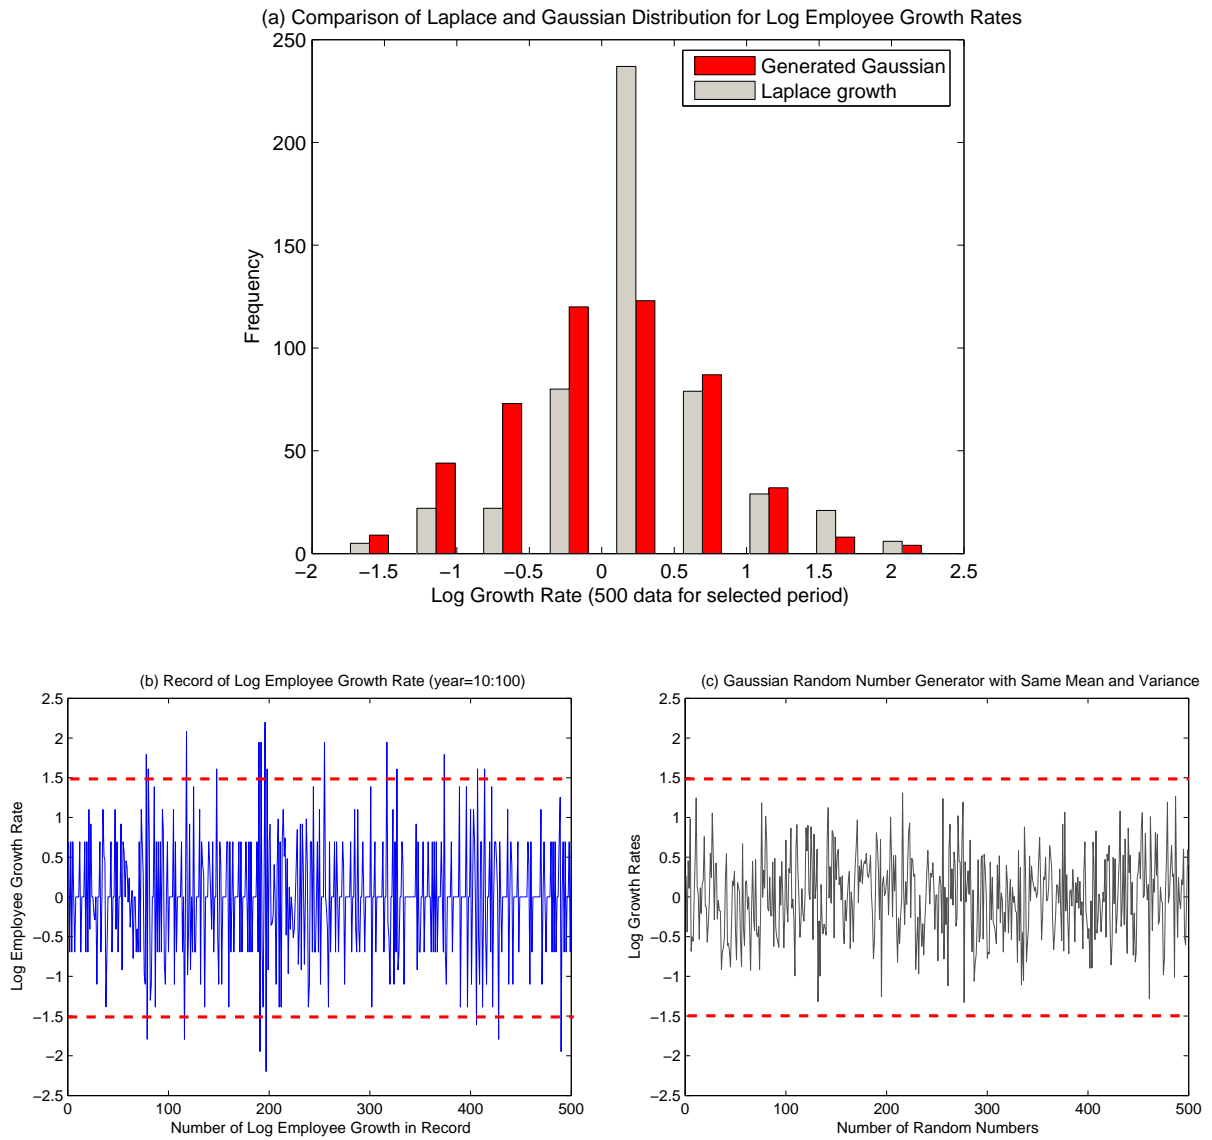 (a) Comparison of Laplace and Gaussian Distribution for Log Employee Growth Rates
250
200
150
100
50
0
Frequency
Generated Gaussian
Laplace growth
−2 −1.5 −1 −0.5 0 0.5 1 1.5 2 2.5
Log Growth Rate (500 data for selected period)
(b) Record of Log Employee Growth Rate (year=10:100)
2.5
2
1.5
1
0.5
0
−0.5
−1
−1.5
−2
−2.5
Log Employee Growth Rate
0 100 200 300 400 500
Number of Log Employee Growth in Record
(c) Gaussian Random Number Generator with Same Mean and Variance
2.5
2
1.5
1
0.5
0
−0.5
−1
−1.5
−2
−2.5
Log Growth Rates
0 100 200 300 400 500
Number of Random Numbers